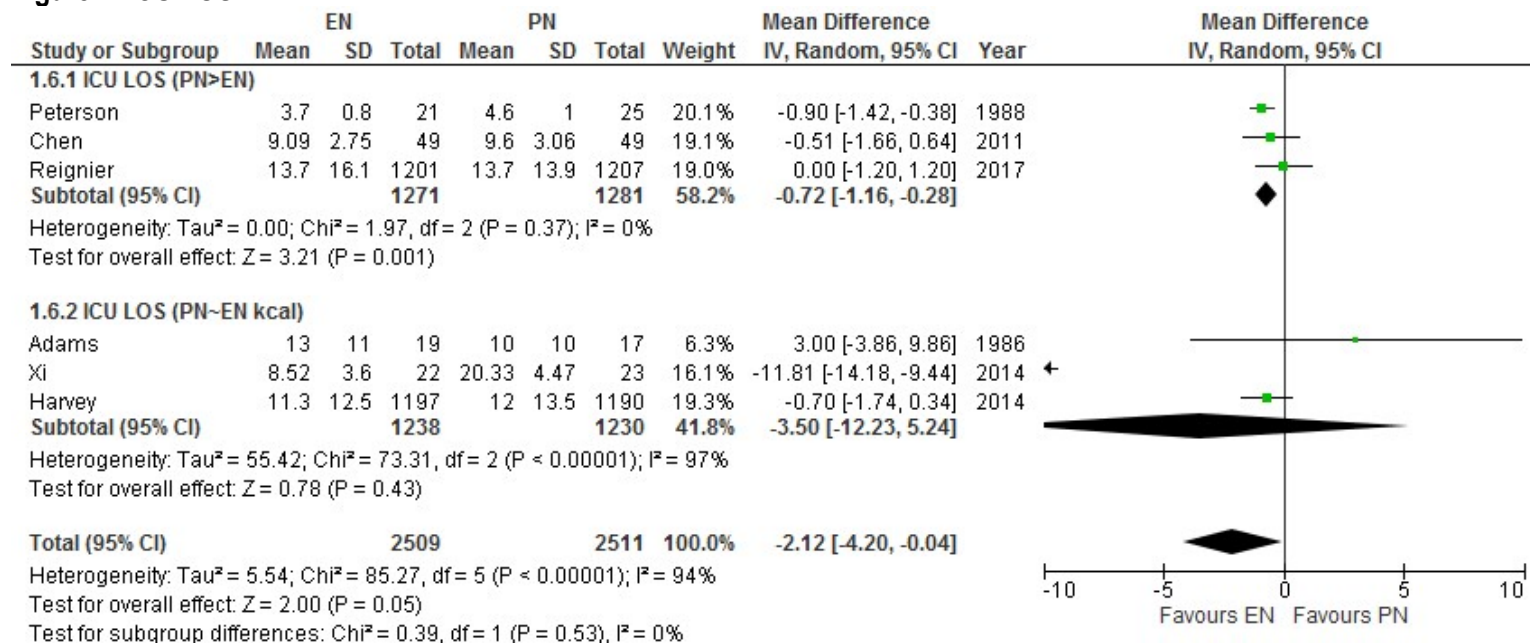 EN PN Mean Difference Mean Difference
Study or Subgroup Mean SD Total Mean SD Total Weight IV, Random, 95% CI Year IV, Random, 95% CI
1.6.1 ICU LOS (PN>EN)
Peterson 3.7 0.8 21 4.6 1 25 20.1% -0.90 [-1.42, -0.38] 1988
Chen 9.09 2.75 49 9.6 3.06 49 19.1% -0.51 [-1.66, 0.64] 2011
Reignier 13.7 16.1 1201 13.7 13.9 1207 19.0% 0.00 [-1.20, 1.20] 2017
Subtotal (95% CI) 1271 1281 58.2% -0.72 [-1.16, -0.28]
Heterogeneity: Tau² = 0.00; Chi² = 1.97, df = 2 (P = 0.37); I² = 0%
Test for overall effect: Z = 3.21 (P = 0.001)
1.6.2 ICU LOS (PN~EN kcal)
Adams 13 11 19 10 10 17 6.3% 3.00 [-3.86, 9.86] 1986
Xi 8.52 3.6 22 20.33 4.47 23 16.1% -11.81 [-14.18, -9.44] 2014
Harvey 11.3 12.5 1197 12 13.5 1190 19.3% -0.70 [-1.74, 0.34] 2014
Subtotal (95% CI) 1238 1230 41.8% -3.50 [-12.23, 5.24]
Heterogeneity: Tau² = 55.42; Chi² = 73.31, df = 2 (P < 0.00001); I² = 97%
Test for overall effect: Z = 0.78 (P = 0.43)
Total (95% CI) 2509 2511 100.0% -2.12 [-4.20, -0.04]
Heterogeneity: Tau² = 5.54; Chi² = 85.27, df = 5 (P < 0.00001); I² = 94%
Test for overall effect: Z = 2.00 (P = 0.05)
Test for subgroup differences: Chi² = 0.39, df = 1 (P = 0.53), I² = 0%
-10 -5 0 5 10
Favours EN Favours PN